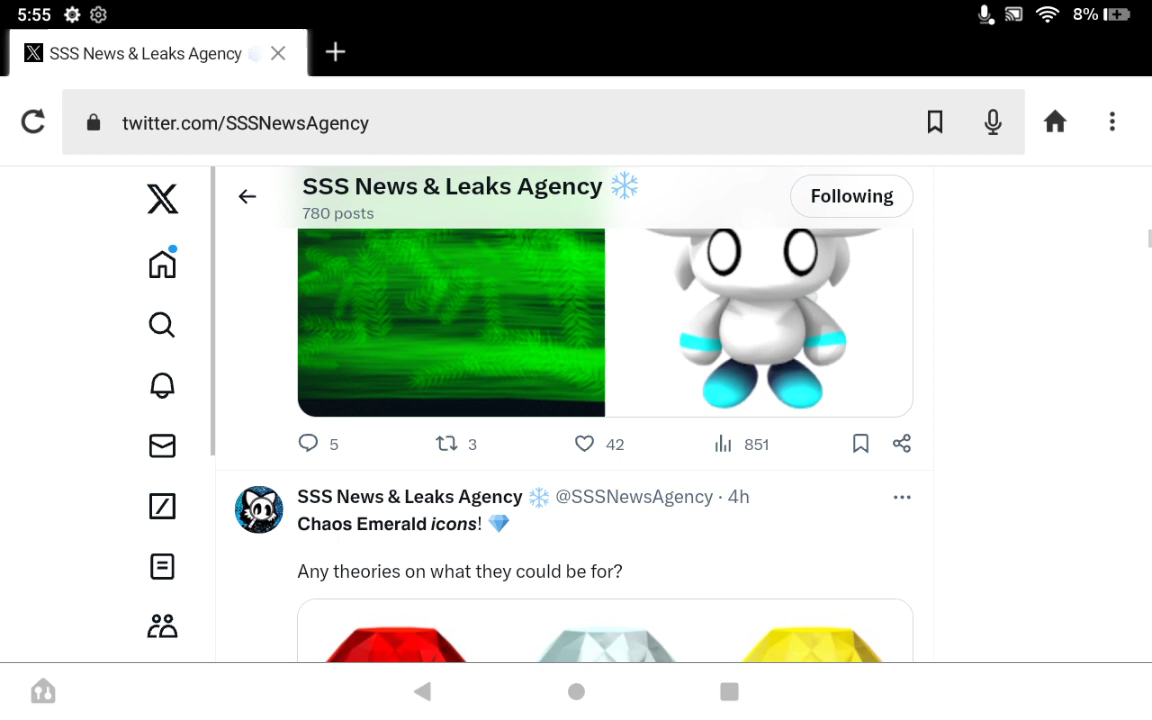 5:55
8%
SSS News & Leaks Agency
twitter.com/SSSNewsAgency
SSS News & Leaks Agency ❄️
780 posts
Following
5
3
42
851
SSS News & Leaks Agency ❄️ @SSSNewsAgency · 4h
Chaos Emerald icons! 💎
Any theories on what they could be for?